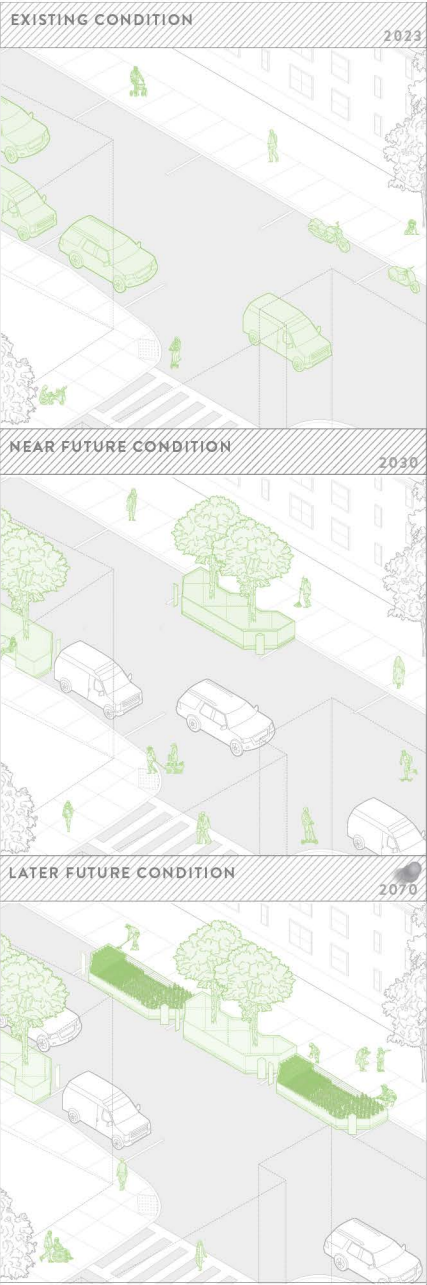 EXISTING CONDITION
2023
NEAR FUTURE CONDITION
2030
LATER FUTURE CONDITION
2070